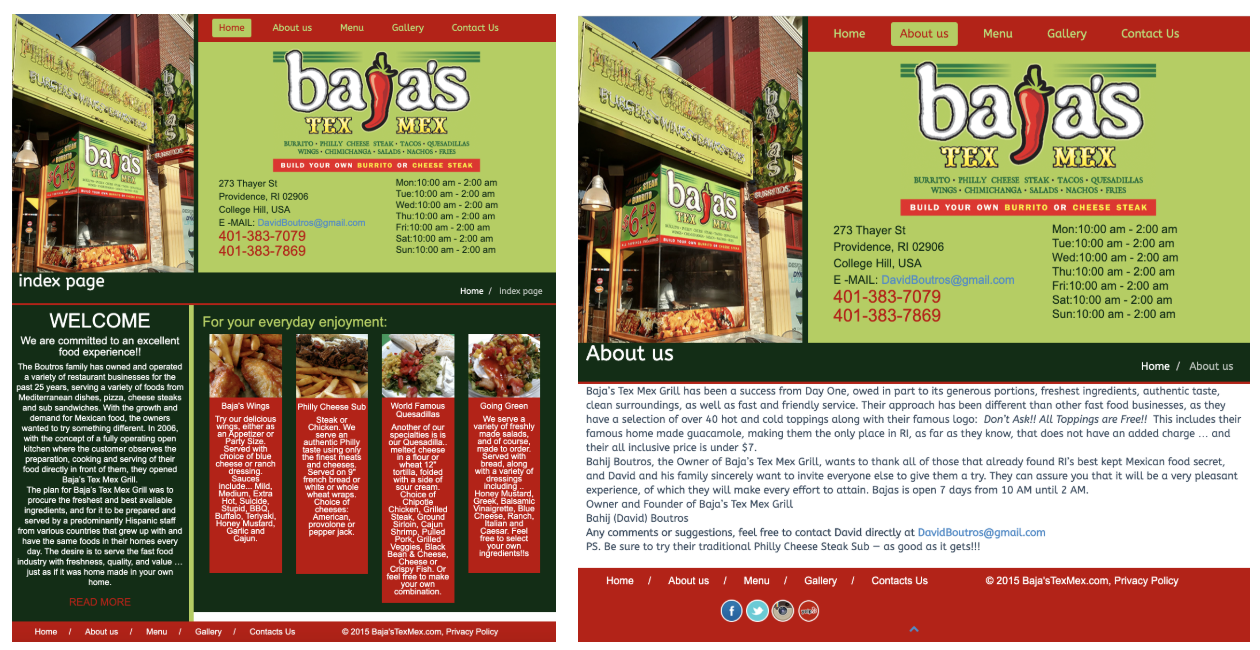 Home About us Menu Gallery Contact Us
PHILLY CHEESE STEAK
BURGERS • WINGS
baja's
TEX MEX
BURRITO • PHILLY CHEESE STEAK • TACOS • QUESADILLAS
WINGS • CHIMICHANGA • SALADS • NACHOS • FRIES
BUILD YOUR OWN BURRITO OR CHEESE STEAK
baja's
TEX MEX
$6.49
273 Thayer St
Providence, RI 02906
College Hill, USA
E -MAIL: DavidBoutros@gmail.com
401-383-7079
401-383-7869
Mon:10:00 am - 2:00 am
Tue:10:00 am - 2:00 am
Wed:10:00 am - 2:00 am
Thu:10:00 am - 2:00 am
Fri:10:00 am - 2:00 am
Sat:10:00 am - 2:00 am
Sun:10:00 am - 2:00 am
index page
Home / Index page
WELCOME
We are committed to an excellent
food experience!!
The Boutros family has owned and operated
a variety of restaurant businesses for the
past 25 years, serving a variety of foods from
Mediterranean dishes, pizza, cheese steaks
and sub sandwiches. With the growth and
demand for Mexican food, the owners
wanted to try something different. In 2006,
with the concept of a fully operating open
kitchen where the customer observes the
preparation, cooking and serving of their
food directly in front of them, they opened
Baja's Tex Mex Grill.
The plan for Baja's Tex Mex Grill was to
procure the freshest and best available
ingredients, and for it to be prepared and
served by a predominantly Hispanic staff
from various countries that grew up with and
have the same foods in their homes every
day. The desire is to serve the fast food
industry with freshness, quality, and value …
just as if it was home made in your own
home.
READ MORE
For your everyday enjoyment:
Baja's Wings
Try our delicious
wings, either as
an Appetizer or
Party Size.
Served with
choice of blue
cheese or ranch
dressing.
Sauces
Include... Mild,
Medium, Extra
Hot, Suicide,
Stupid, BBQ,
Buffalo, Teriyaki,
Honey Mustard,
Garlic and
Cajun.
Philly Cheese Sub
Steak or
Chicken. We
serve an
authentic Philly
taste using only
the finest meats
and cheeses.
Served on 9"
french bread or
white or whole
wheat wraps.
Choice of
cheeses:
American,
provolone or
pepper jack.
World Famous
Quesadillas
Another of our
specialties is is
our Quesadilla..
melted cheese
in a flour or
wheat 12"
tortilla, folded
with a side of
sour cream.
Choice of
Chipotle
Chicken, Grilled
Steak, Ground
Sirloin, Cajun
Shrimp, Pulled
Pork, Grilled
Veggies, Black
Bean & Cheese,
Cheese or
Crispy Fish. Or
feel free to make
your own
combination.
Going Green
We serve a
variety of freshly
made salads,
and of course,
made to order.
Served with
bread, along
with a variety of
dressings
including ..
Honey Mustard,
Greek, Balsamic
Vinaigrette, Blue
Cheese, Ranch,
Italian and
Caesar. Feel
free to select
your own
ingredients!!s
Home / About us / Menu / Gallery / Contacts Us © 2015 Baja'sTexMex.com, Privacy Policy
Home About us Menu Gallery Contact Us
PHILLY CHEESE STEAK
BURGERS • WINGS
baja's
TEX MEX
BURRITO • PHILLY CHEESE STEAK • TACOS • QUESADILLAS
WINGS • CHIMICHANGA • SALADS • NACHOS • FRIES
BUILD YOUR OWN BURRITO OR CHEESE STEAK
baja's
TEX MEX
$6.49
273 Thayer St
Providence, RI 02906
College Hill, USA
E -MAIL: DavidBoutros@gmail.com
401-383-7079
401-383-7869
Mon:10:00 am - 2:00 am
Tue:10:00 am - 2:00 am
Wed:10:00 am - 2:00 am
Thu:10:00 am - 2:00 am
Fri:10:00 am - 2:00 am
Sat:10:00 am - 2:00 am
Sun:10:00 am - 2:00 am
About us
Home / About us
Baja's Tex Mex Grill has been a success from Day One, owed in part to its generous portions, freshest ingredients, authentic taste,
clean surroundings, as well as fast and friendly service. Their approach has been different than other fast food businesses, as they
have a selection of over 40 hot and cold toppings along with their famous logo: Don't Ask!! All Toppings are Free!! This includes their
famous home made guacamole, making them the only place in RI, as far as they know, that does not have an added charge ... and
their all inclusive price is under $7.
Bahij Boutros, the Owner of Baja's Tex Mex Grill, wants to thank all of those that already found RI's best kept Mexican food secret,
and David and his family sincerely want to invite everyone else to give them a try. They can assure you that it will be a very pleasant
experience, of which they will make every effort to attain. Bajas is open 7 days from 10 AM until 2 AM.
Owner and Founder of Baja's Tex Mex Grill
Bahij (David) Boutros
Any comments or suggestions, feel free to contact David directly at DavidBoutros@gmail.com
PS. Be sure to try their traditional Philly Cheese Steak Sub — as good as it gets!!!
Home / About us / Menu / Gallery / Contacts Us © 2015 Baja'sTexMex.com, Privacy Policy